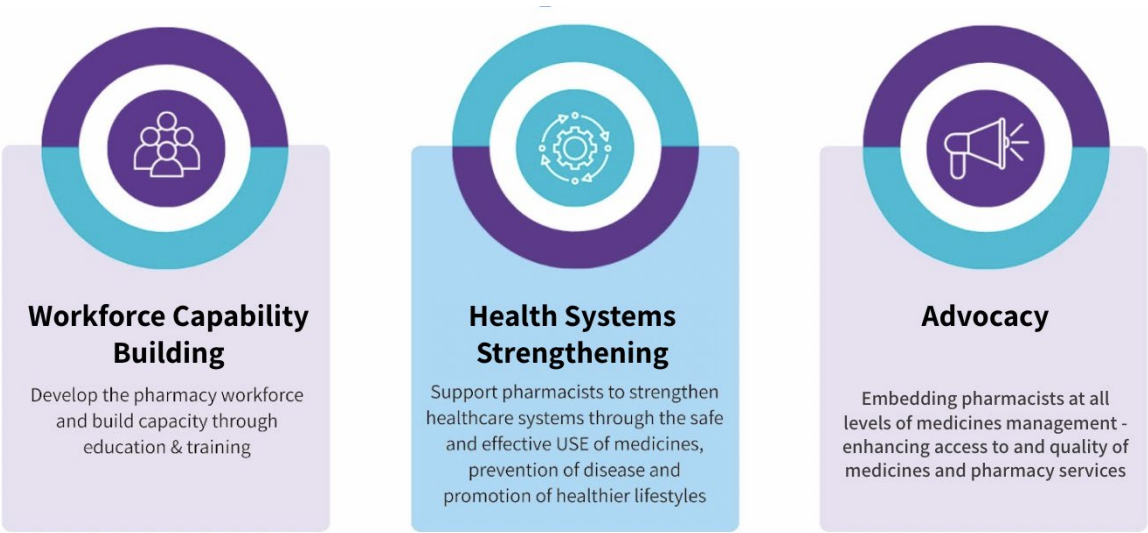 Workforce Capability
Building
Develop the pharmacy workforce
and build capacity through
education & training
Health Systems
Strengthening
Support pharmacists to strengthen
healthcare systems through the safe
and effective USE of medicines,
prevention of disease and
promotion of healthier lifestyles
Advocacy
Embedding pharmacists at all
levels of medicines management -
enhancing access to and quality of
medicines and pharmacy services